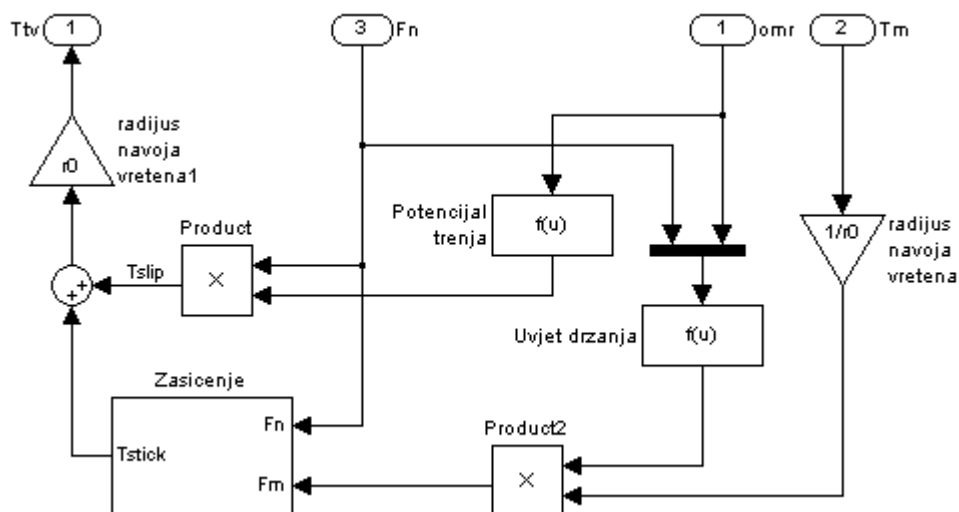 Ttv 1
3 Fn
1 omr
2 Tm
radijus
navoja
vretena1
r0
Product
×
Tslip
+
+
Potencijal
trenja
f(u)
1/r0
radijus
navoja
vretena
Uvjet drzanja
f(u)
Zasicenje
Fn
Tstick
Fm
Product2
×